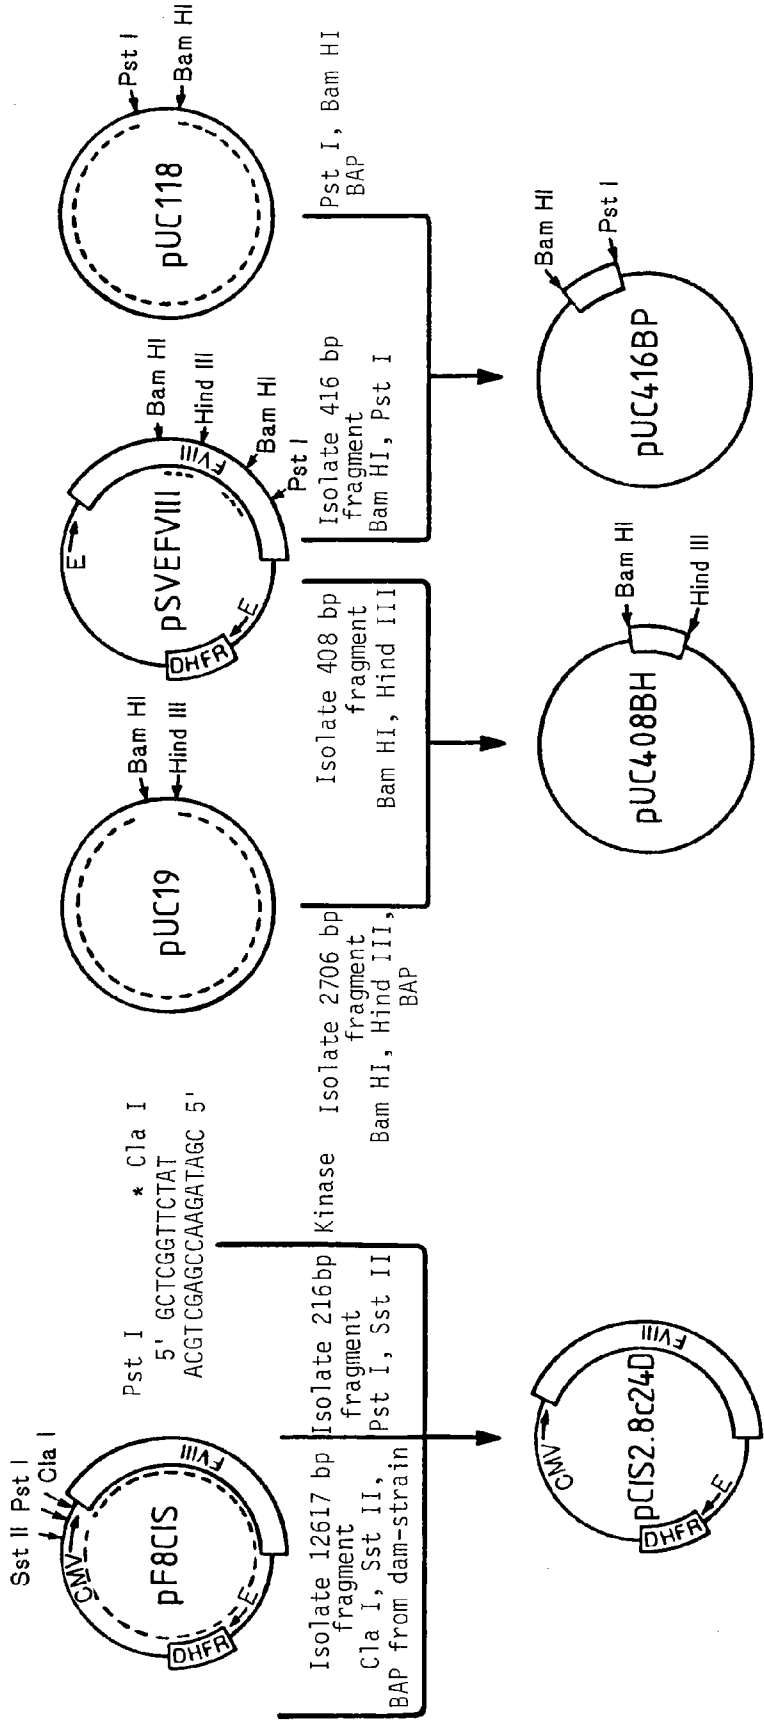 Sst II
Pst I
Cla I
CMV
FVIII
pF8CIS
DHFR
E
Pst I
* Cla I
5' GCTCGGTTCTAT
ACGTCGAGCCAAGATAGC 5'
Isolate 12617 bp
fragment
Cla I, Sst II,
BAP from dam-strain
Isolate 216bp
fragment
Pst I, Sst II
Kinase
CMV
FVIII
pCIS2.8c24D
DHFR
E
pUC19
Bam HI
Hind III
Isolate 2706 bp
fragment
Bam HI, Hind III,
BAP
E
pSVEFVIII
FVIII
DHFR
E
Bam HI
Hind III
Bam HI
Pst I
Isolate 408 bp
fragment
Bam HI, Hind III
pUC408BH
Bam HI
Hind III
Isolate 416 bp
fragment
Bam HI, Pst I
pUC118
Pst I
Bam HI
Pst I, Bam HI
BAP
pUC416BP
Bam HI
Pst I